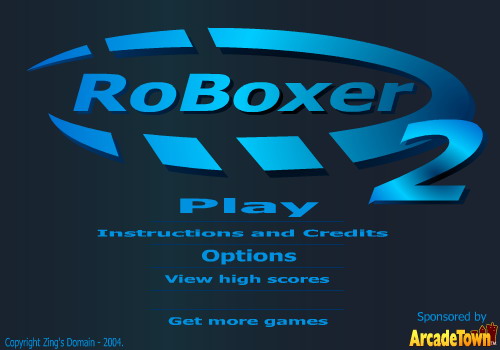 RoBoxer
2
Play
Instructions and Credits
Options
View high scores
Get more games
Sponsored by
ArcadeTown
Copyright Zing's Domain - 2004.